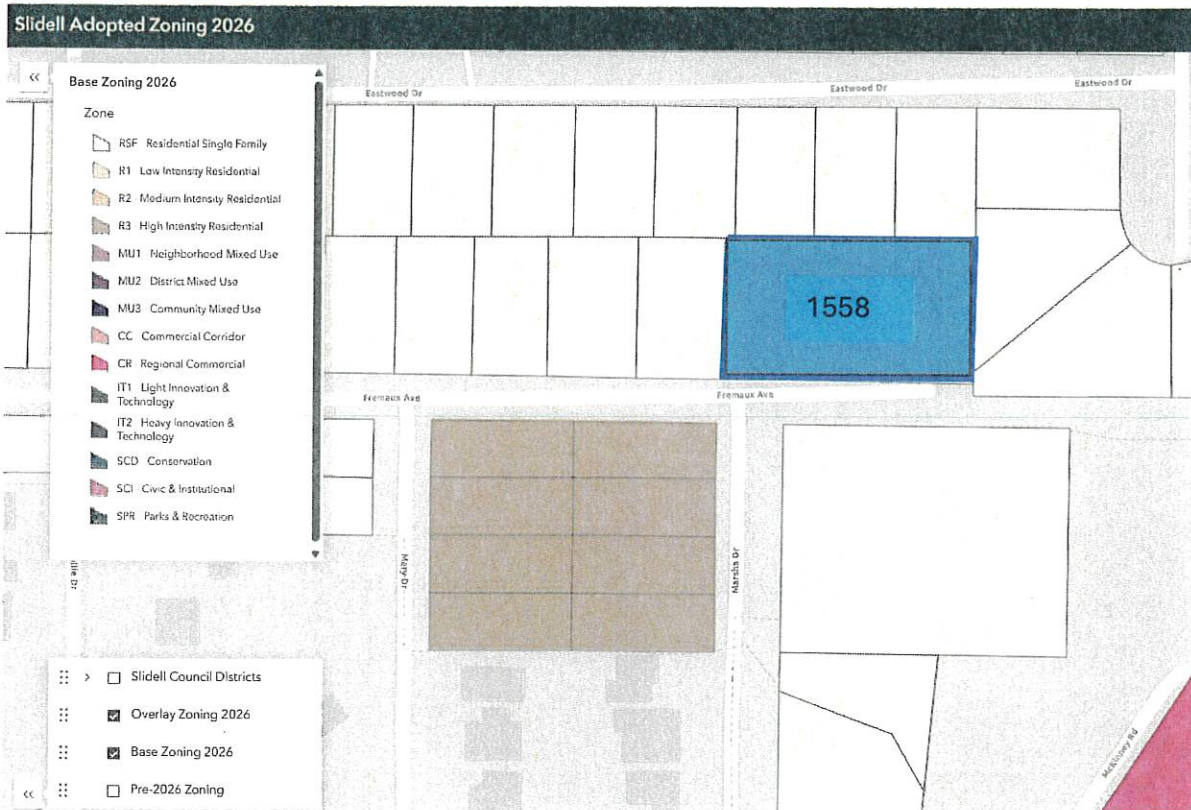 Slidell Adopted Zoning 2026
«
Base Zoning 2026
Zone
RSF Residential Single Family
R1 Low Intensity Residential
R2 Medium Intensity Residential
R3 High Intensity Residential
MU1 Neighborhood Mixed Use
MU2 District Mixed Use
MU3 Community Mixed Use
CC Commercial Corridor
CR Regional Commercial
IT1 Light Innovation &
Technology
IT2 Heavy Innovation &
Technology
SCD Conservation
SCI Civic & Institutional
SPR Parks & Recreation
Eastwood Dr
Eastwood Dr
Eastwood Dr
1558
Fremaux Ave
Fremaux Ave
Mary Dr
Marsha Dr
McKinney Rd
Slidell Council Districts
Overlay Zoning 2026
Base Zoning 2026
Pre-2026 Zoning
«